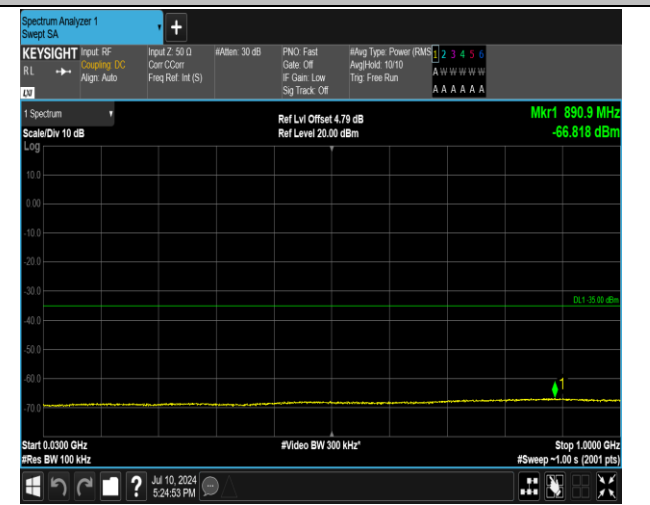 Spectrum Analyzer 1
Swept SA
+
KEYSIGHT
RL
LXI
Input: RF
Coupling: DC
Align: Auto
Input Z: 50 Ω
Corr CCorr
Freq Ref: Int (S)
#Atten: 30 dB
PNO: Fast
Gate: Off
IF Gain: Low
Sig Track: Off
#Avg Type: Power (RMS
Avg|Hold: 10/10
Trig: Free Run
1 2 3 4 5 6
A W W W W W
A A A A A A
1 Spectrum
Scale/Div 10 dB
Ref Lvl Offset 4.79 dB
Ref Level 20.00 dBm
Mkr1 890.9 MHz
-66.818 dBm
Log
10.0
0.00
-10.0
-20.0
-30.0
DL1 -35.00 dBm
-40.0
-50.0
-60.0
1
-70.0
Start 0.0300 GHz
#Res BW 100 kHz
#Video BW 300 kHz*
Stop 1.0000 GHz
#Sweep ~1.00 s (2001 pts)
?
Jul 10, 2024
5:24:53 PM